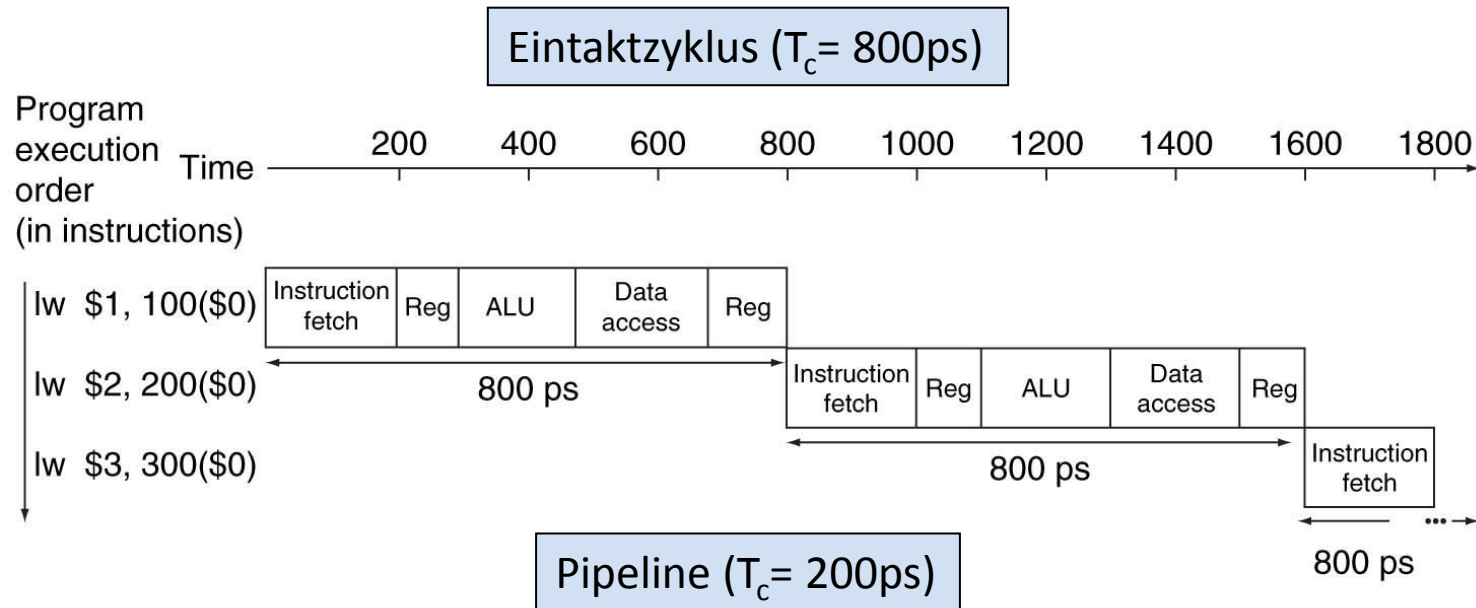 Eintaktzyklus (Tc= 800ps)
Program
execution
order
(in instructions)
Time
200 400 600 800 1000 1200 1400 1600 1800
lw $1, 100($0)
Instruction
fetch
Reg
ALU
Data
access
Reg
800 ps
lw $2, 200($0)
Instruction
fetch
Reg
ALU
Data
access
Reg
800 ps
lw $3, 300($0)
Instruction
fetch
...
800 ps
Pipeline (Tc= 200ps)